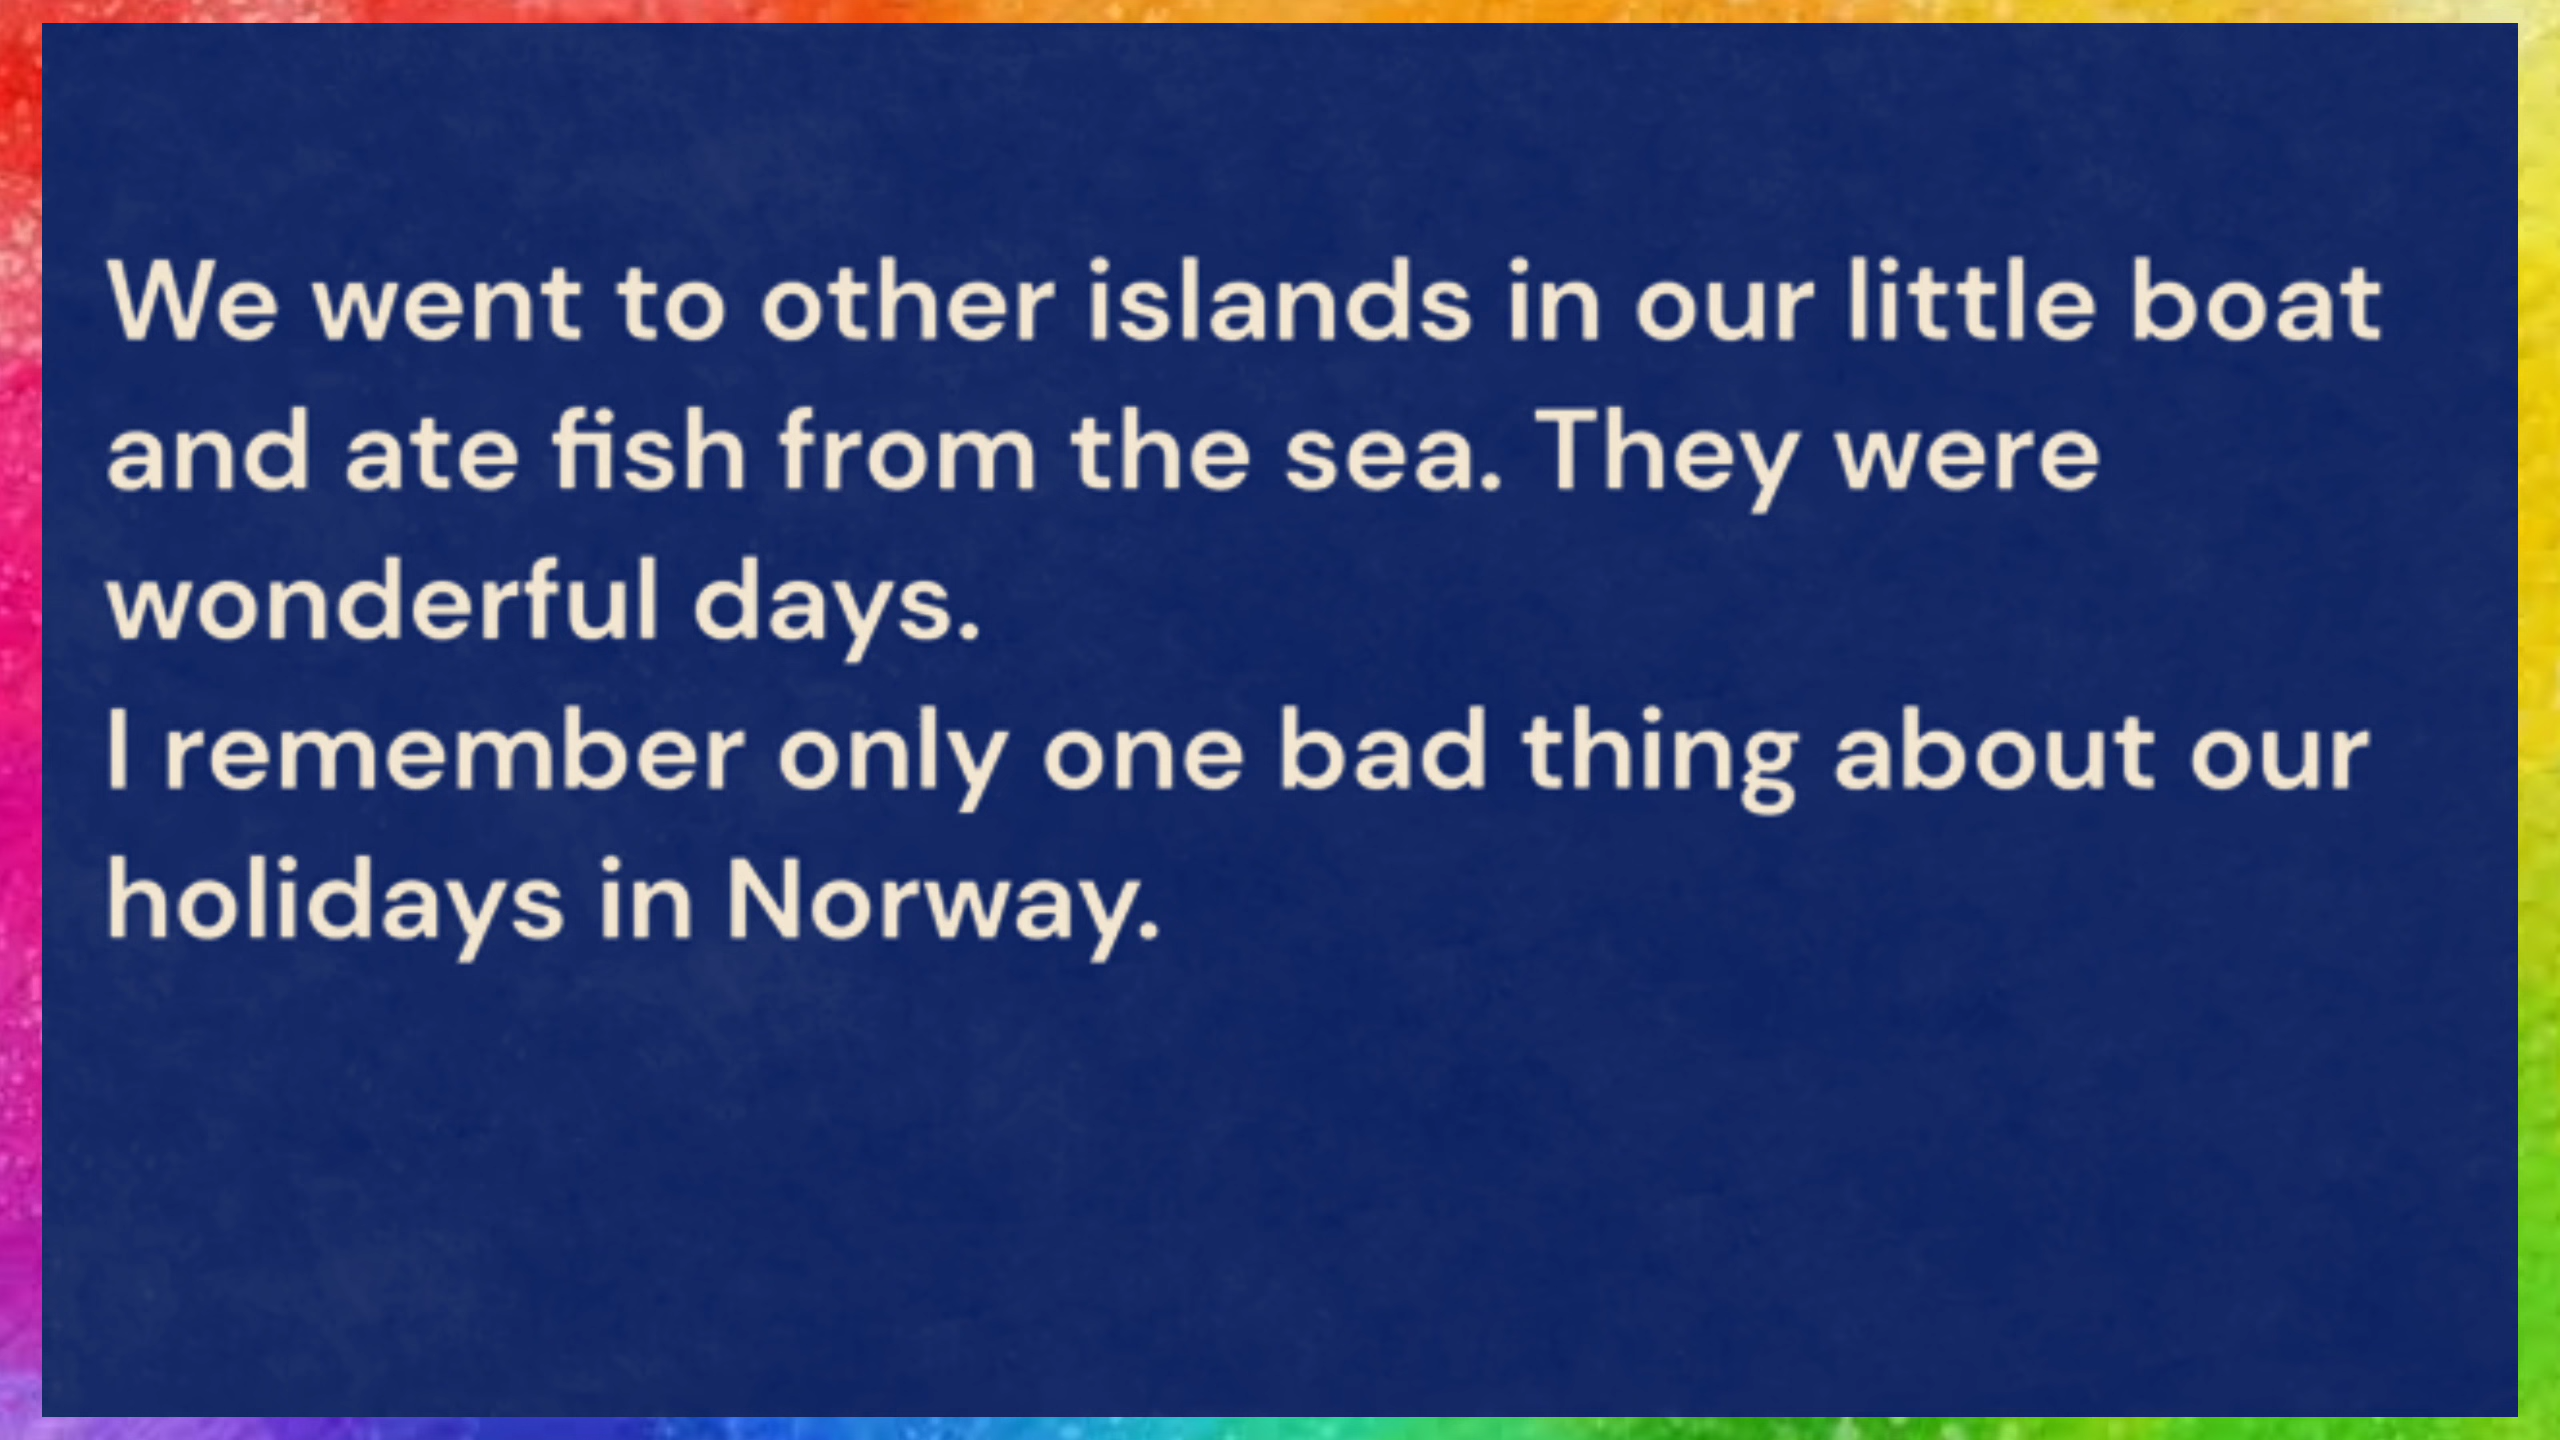 We went to other islands in our little boat
and ate fish from the sea. They were
wonderful days.
I remember only one bad thing about our
holidays in Norway.